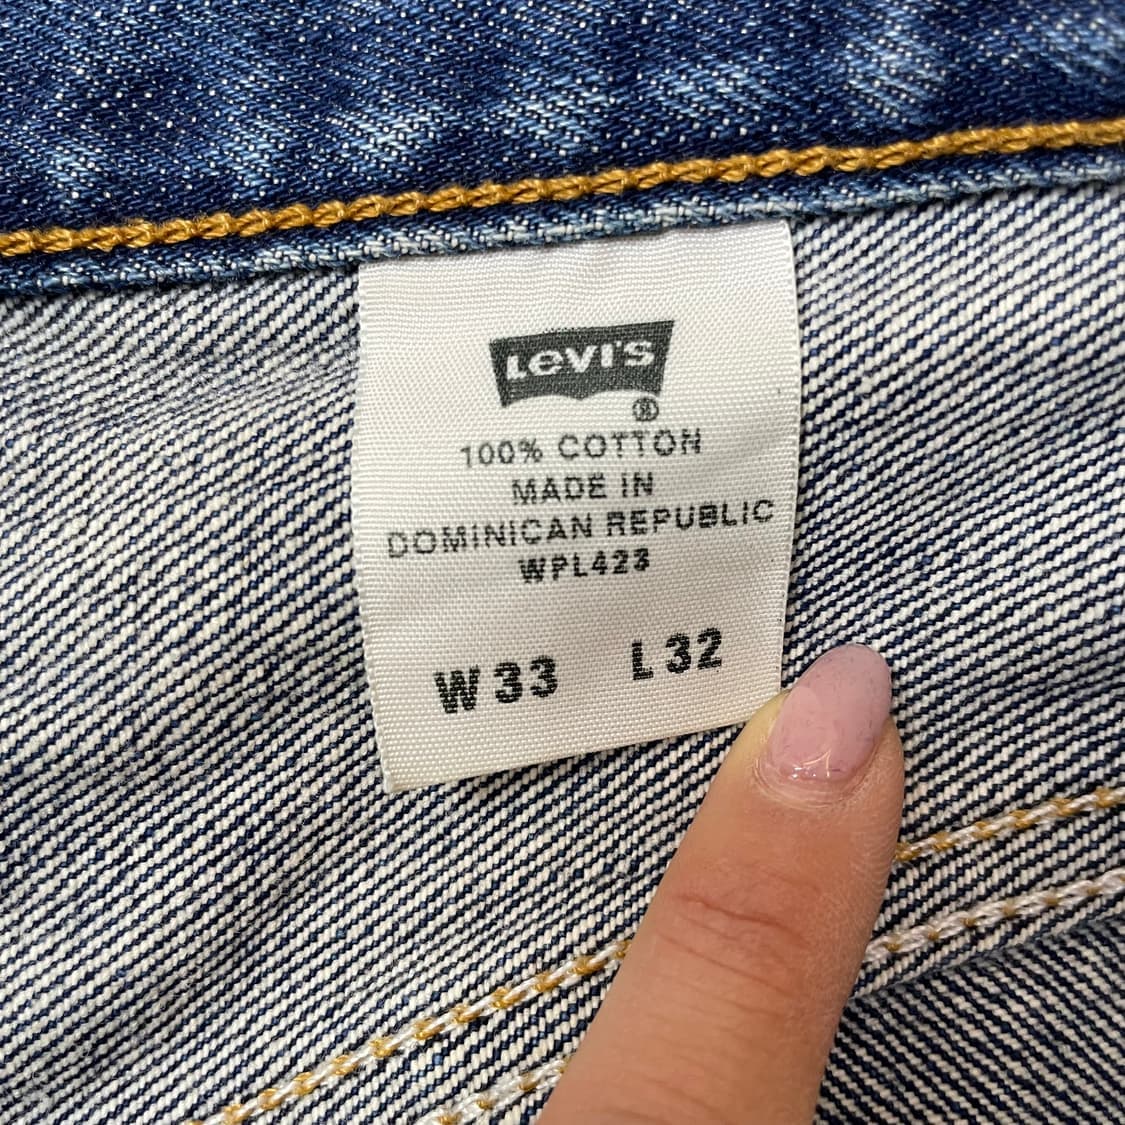 LEVI'S
®
100% COTTON
MADE IN
DOMINICAN REPUBLIC
WPL423
W 33 L 32